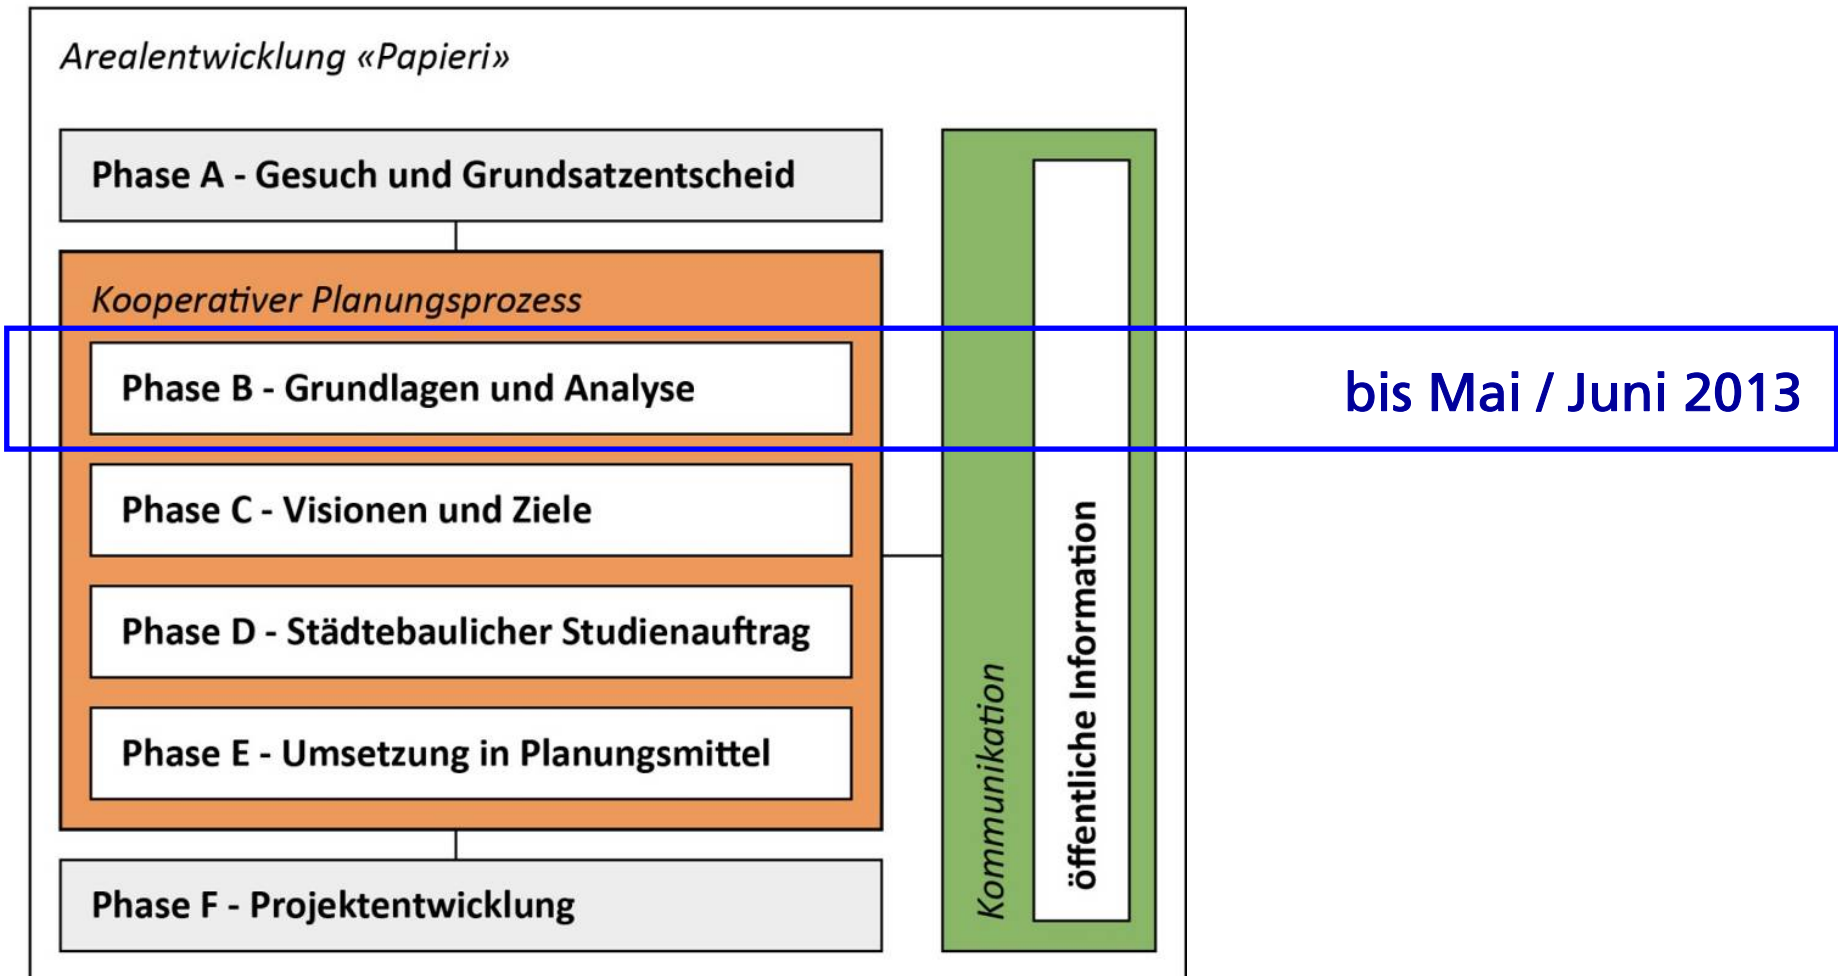 Arealentwicklung «Papieri»
Phase A - Gesuch und Grundsatzentscheid
Kooperativer Planungsprozess
Phase B - Grundlagen und Analyse
bis Mai / Juni 2013
Phase C - Visionen und Ziele
Phase D - Städtebaulicher Studienauftrag
Phase E - Umsetzung in Planungsmittel
Phase F - Projektentwicklung
Kommunikation
öffentliche Information